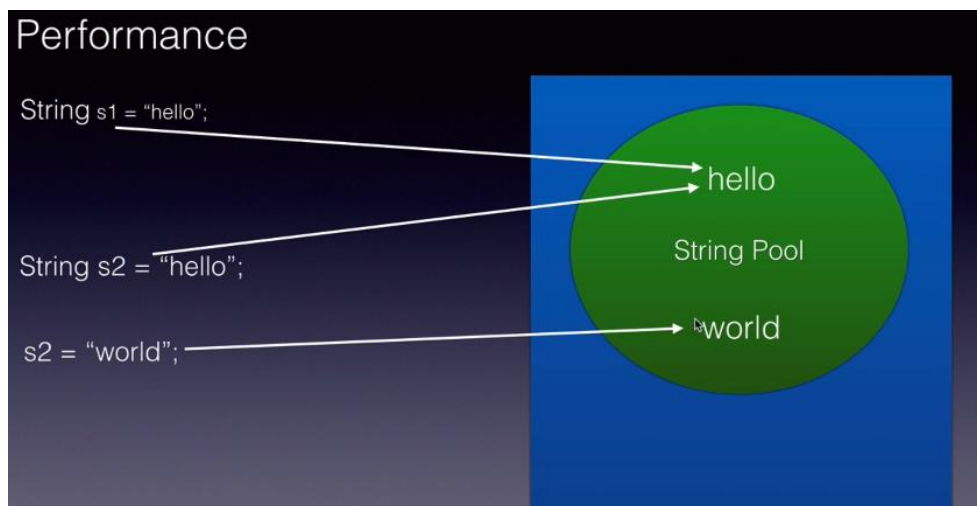 Performance
String s1 = “hello”;
hello
String Pool
String s2 = “hello”;
world
s2 = “world”;